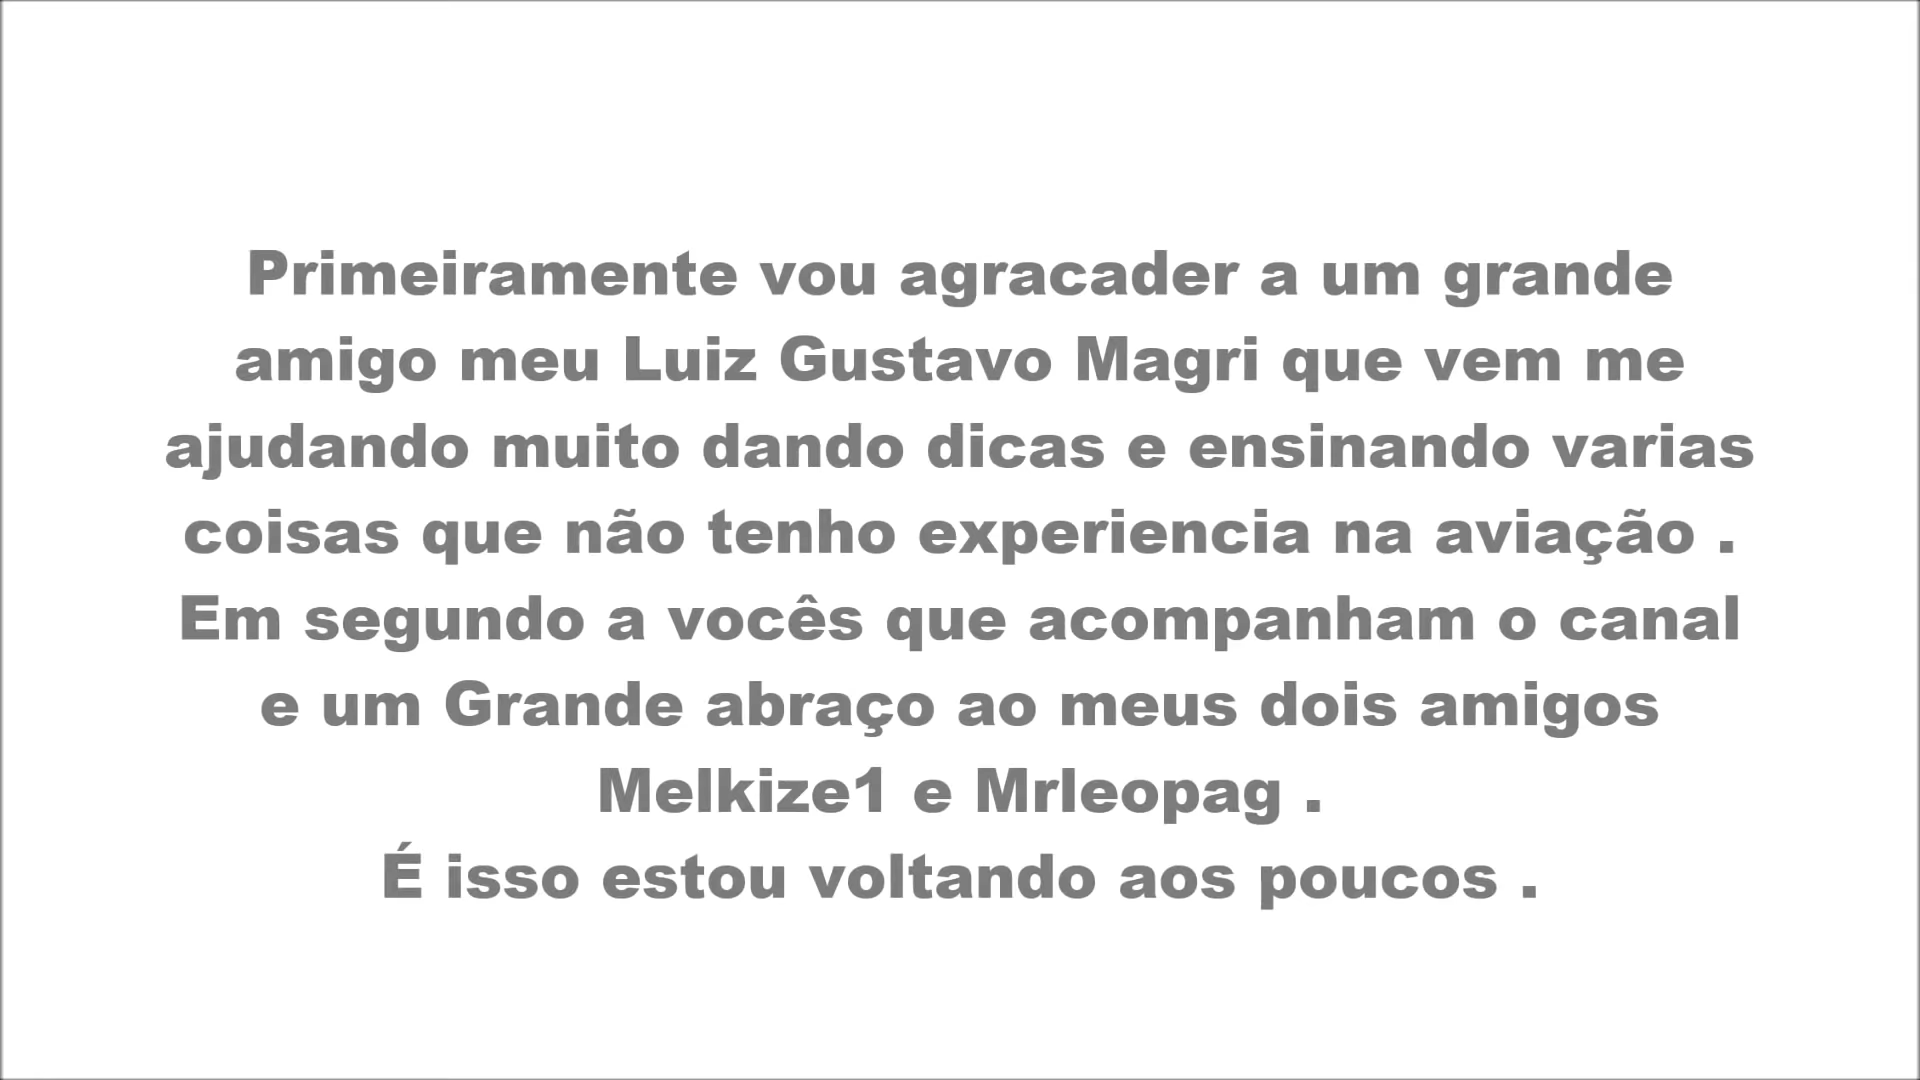 Primeiramente vou agracader a um grande
amigo meu Luiz Gustavo Magri que vem me
ajudando muito dando dicas e ensinando varias
coisas que não tenho experiencia na aviação .
Em segundo a vocês que acompanham o canal
e um Grande abraço ao meus dois amigos
Melkize1 e Mrleopag .
É isso estou voltando aos poucos .